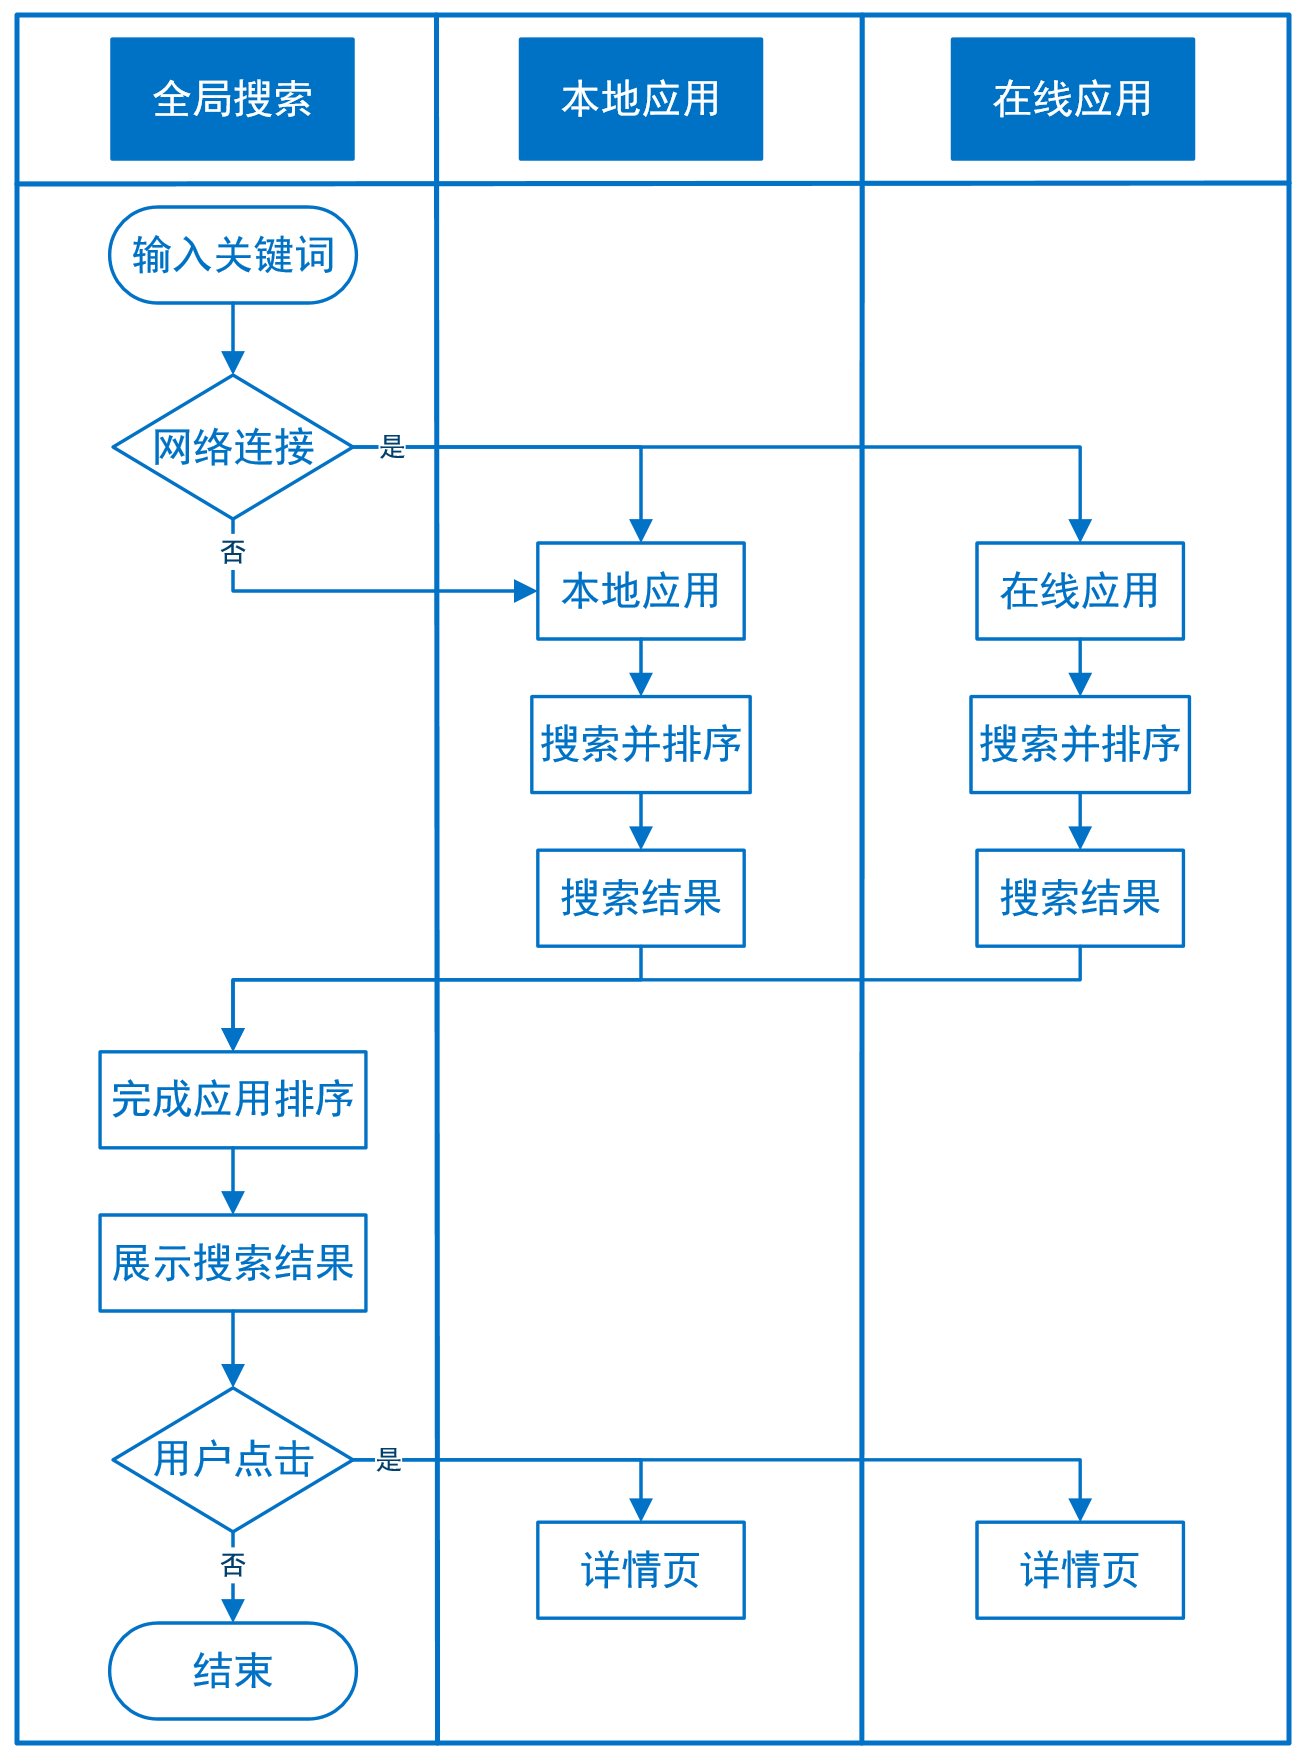 全局搜索
本地应用
在线应用
输入关键词
网络连接
是
否
本地应用
在线应用
搜索并排序
搜索并排序
搜索结果
搜索结果
完成应用排序
展示搜索结果
用户点击
是
否
详情页
详情页
结束